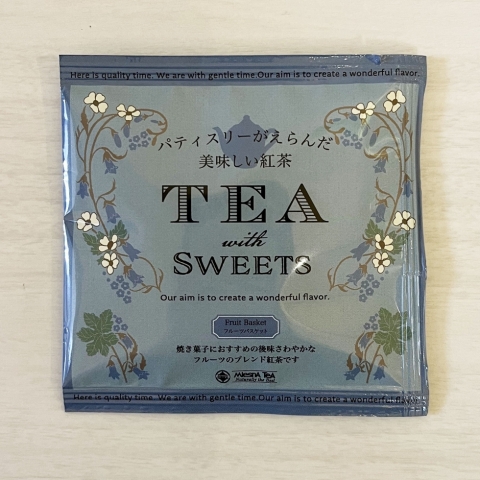 Here is quality time. We are with gentle time.Our aim is to create a wonderful flavor.
パティスリーがえらんだ
美味しい紅茶
TEA
with
SWEETS
Our aim is to create a wonderful flavor.
Fruit Basket
フルーツバスケット
焼き菓子におすすめの後味さわやかな
フルーツのブレンド紅茶です
MlesnA TeA
Naturally the Best
Here is quality time. We are with gentle time.Our aim is to create a wonderful flavor.